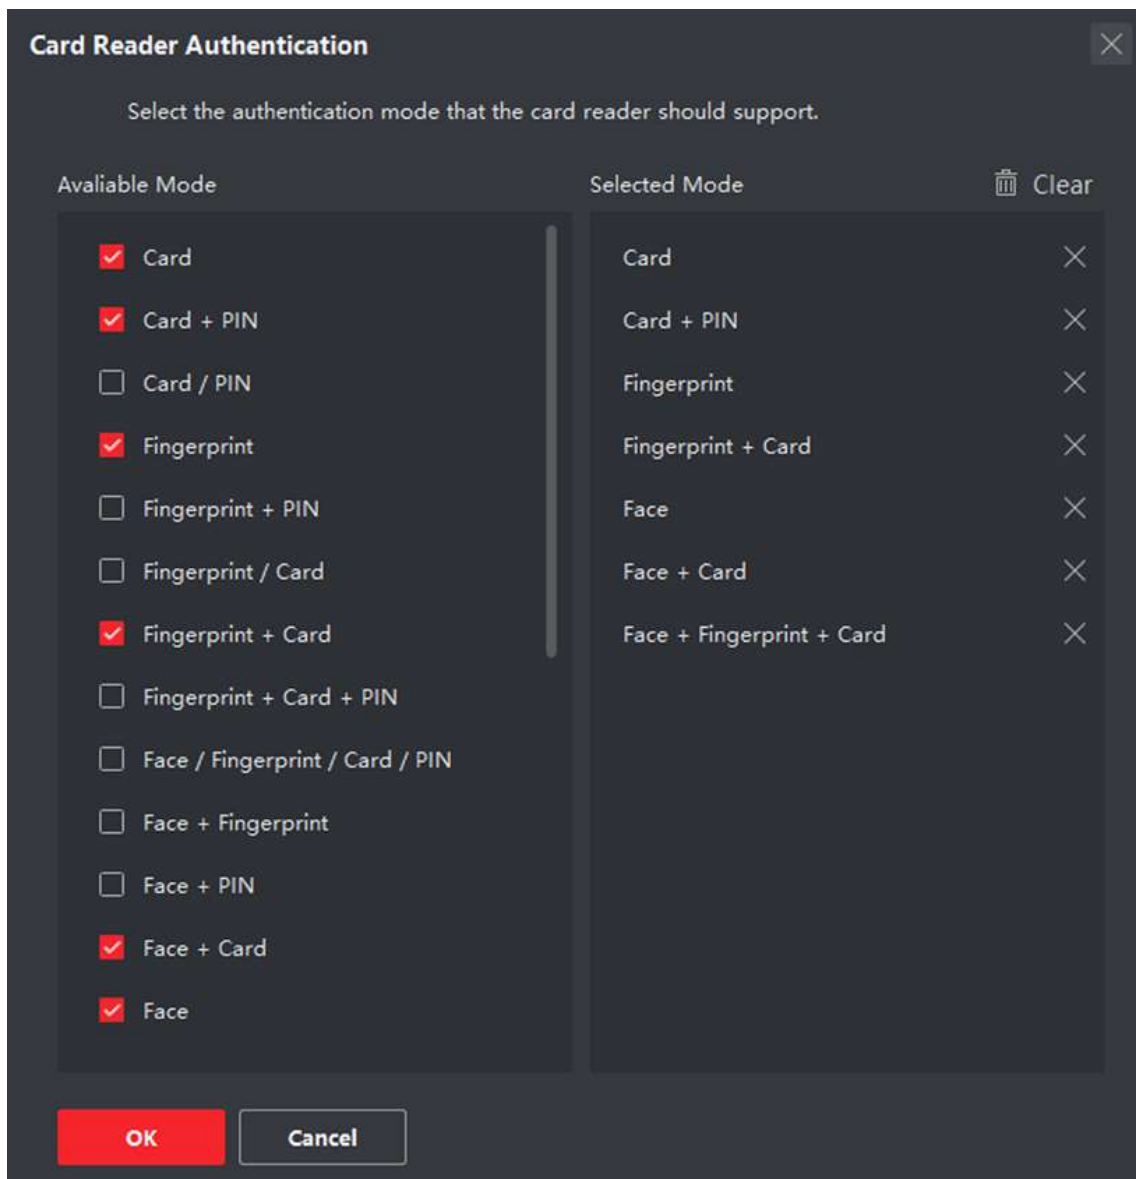 Card Reader Authentication
Select the authentication mode that the card reader should support.
Avaliable Mode
Card
Card + PIN
Card / PIN
Fingerprint
Fingerprint + PIN
Fingerprint / Card
Fingerprint + Card
Fingerprint + Card + PIN
Face / Fingerprint / Card / PIN
Face + Fingerprint
Face + PIN
Face + Card
Face
Selected Mode
Clear
Card
Card + PIN
Fingerprint
Fingerprint + Card
Face
Face + Card
Face + Fingerprint + Card
OK
Cancel